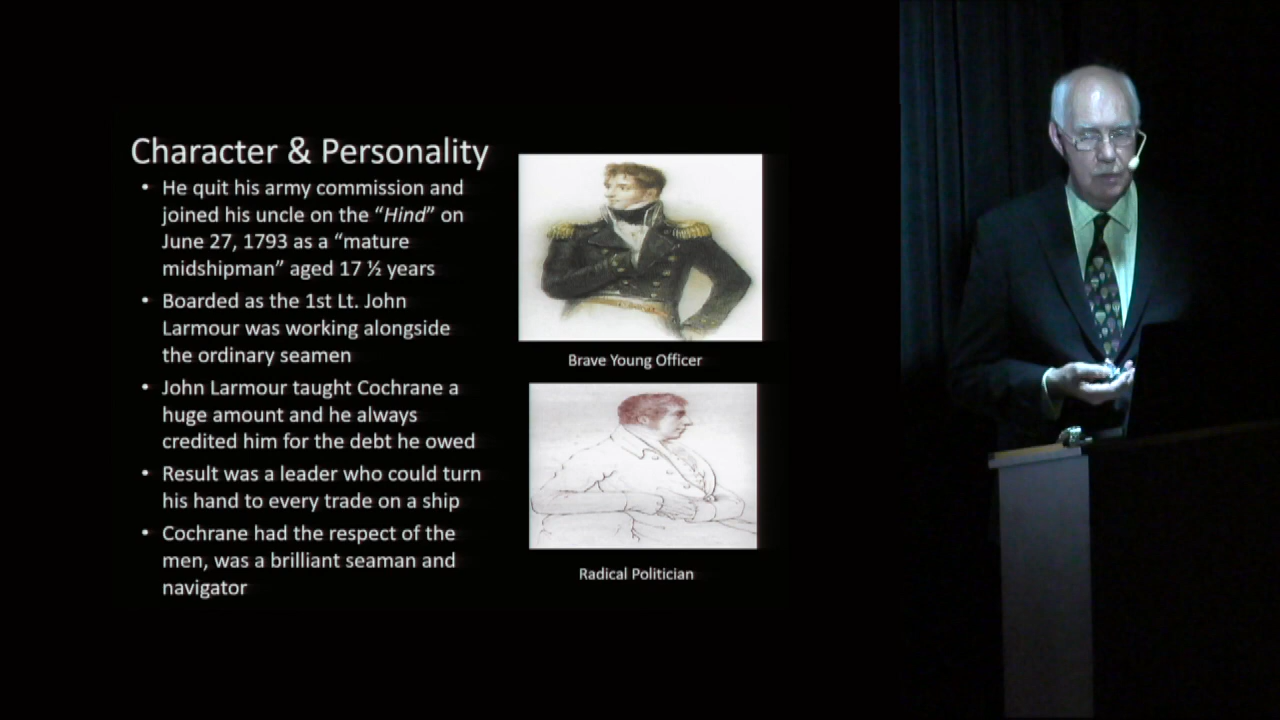 Character & Personality
• He quit his army commission and
joined his uncle on the “Hind” on
June 27, 1793 as a “mature
midshipman” aged 17 ½ years
• Boarded as the 1st Lt. John
Larmour was working alongside
the ordinary seamen
• John Larmour taught Cochrane a
huge amount and he always
credited him for the debt he owed
• Result was a leader who could turn
his hand to every trade on a ship
• Cochrane had the respect of the
men, was a brilliant seaman and
navigator
Brave Young Officer
Radical Politician